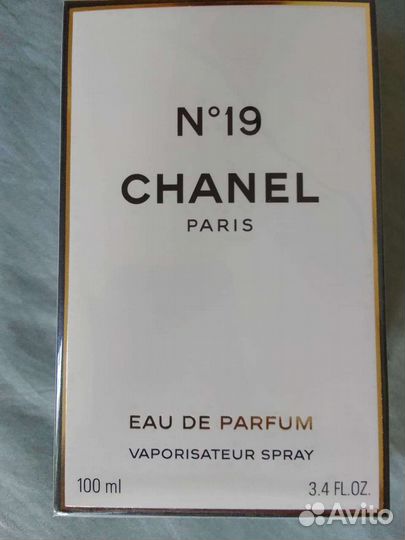 N°19
CHANEL
PARIS
EAU DE PARFUM
VAPORISATEUR SPRAY
100 ml 3.4 FL.OZ.
Avito